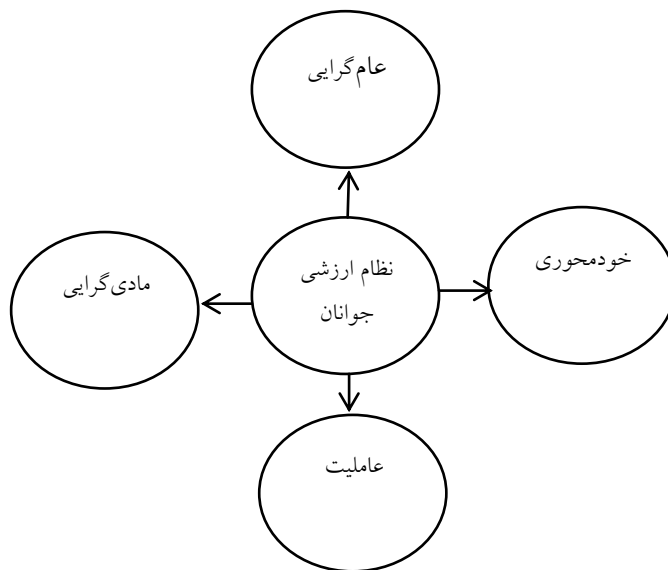 عام‌گرایی
نظام ارزشی
جوانان
خودمحوری
مادی‌گرایی
عاملیت